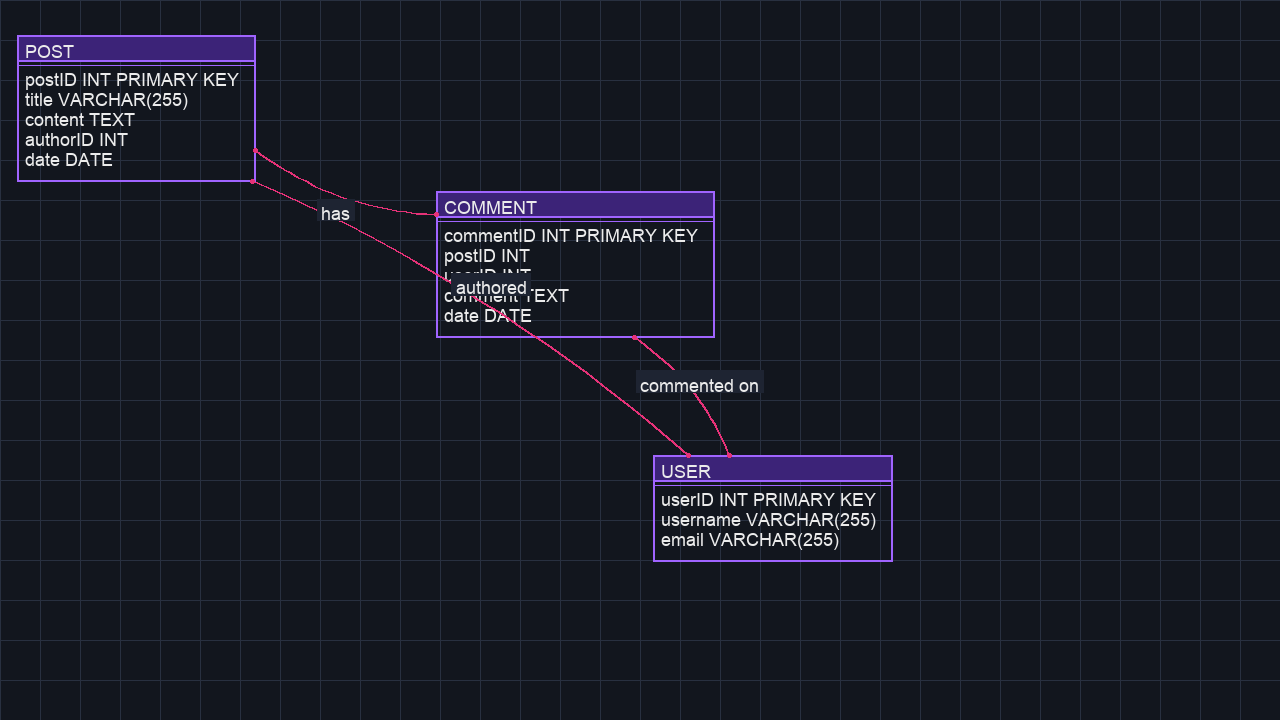 POST
postID INT PRIMARY KEY
title VARCHAR(255)
content TEXT
authorID INT
date DATE
has
COMMENT
commentID INT PRIMARY KEY
postID INT
userID INT
authored
comment TEXT
date DATE
commented on
USER
userID INT PRIMARY KEY
username VARCHAR(255)
email VARCHAR(255)